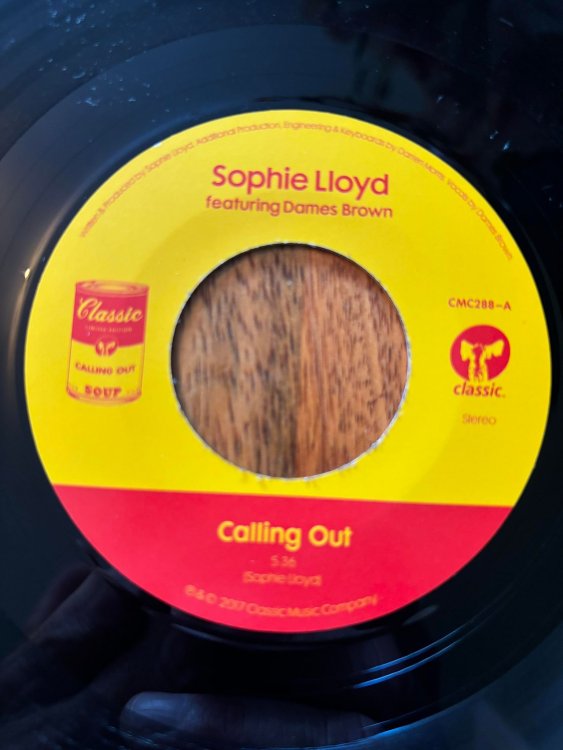 Written & Produced by Sophie Lloyd. Additional Production, Engineering & Keyboards by Darren Morris. Vocals by Dames Brown.
Sophie Lloyd
featuring Dames Brown
Classic
LIMITED EDITION
CALLING OUT
SOUP
CMC288-A
classic.
Stereo
Calling Out
5.36
(Sophie Lloyd)
℗ & © 2017 Classic Music Company